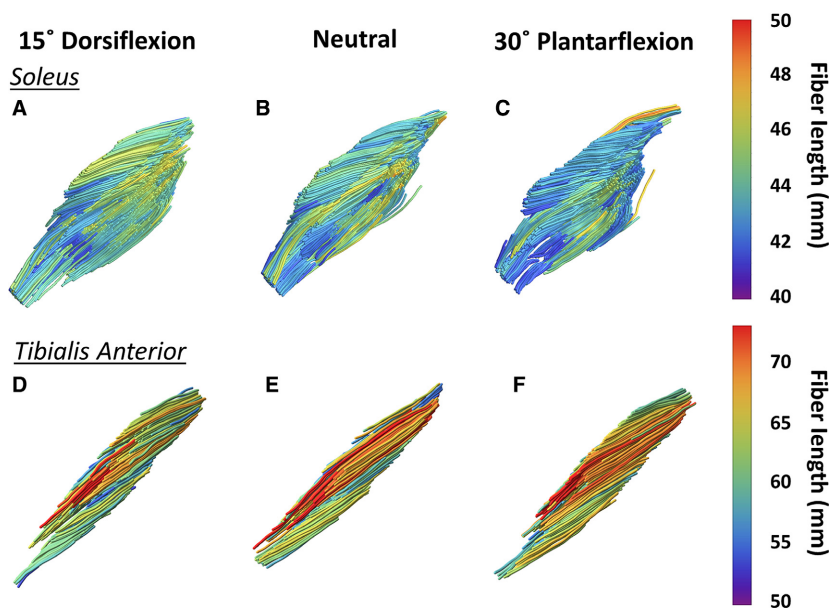 15˚ Dorsiflexion
Neutral
30˚ Plantarflexion
Soleus
A
B
C
50
48
46
44
42
40
Fiber length (mm)
Tibialis Anterior
D
E
F
70
65
60
55
50
Fiber length (mm)